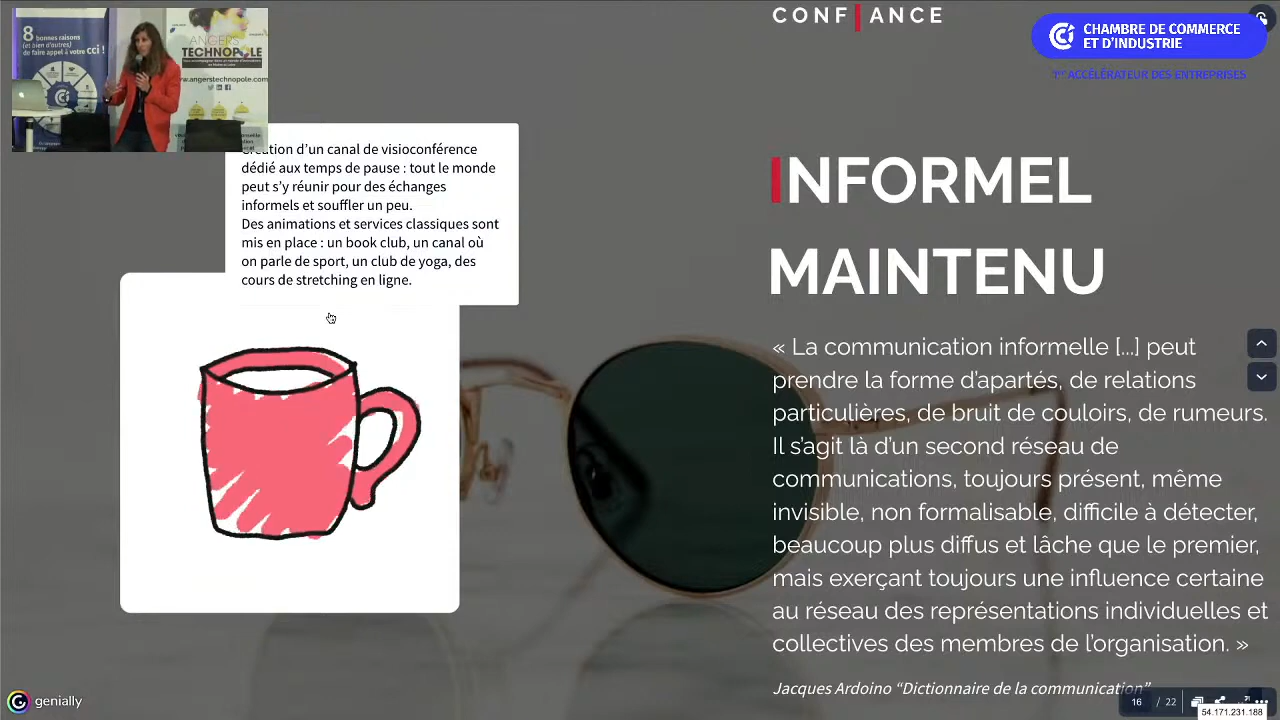 CONF|ANCE
CHAMBRE DE COMMERCE
ET D'INDUSTRIE
1ER ACCÉLÉRATEUR DES ENTREPRISES
8 bonnes raisons
(et bien d'autres)
de faire appel à votre cci !
ANGERS
TECHNOPOLE
www.angerstechnopole.com
Création d'un canal de visioconférence
dédié aux temps de pause : tout le monde
peut s'y réunir pour des échanges
informels et souffler un peu.
Des animations et services classiques sont
mis en place : un book club, un canal où
on parle de sport, un club de yoga, des
cours de stretching en ligne.
INFORMEL
MAINTENU
« La communication informelle [...] peut
prendre la forme d'apartés, de relations
particulières, de bruit de couloirs, de rumeurs.
Il s'agit là d'un second réseau de
communications, toujours présent, même
invisible, non formalisable, difficile à détecter,
beaucoup plus diffus et lâche que le premier,
mais exerçant toujours une influence certaine
au réseau des représentations individuelles et
collectives des membres de l'organisation. »
Jacques Ardoino “Dictionnaire de la communication”
genially
16 / 22
54.171.231.188